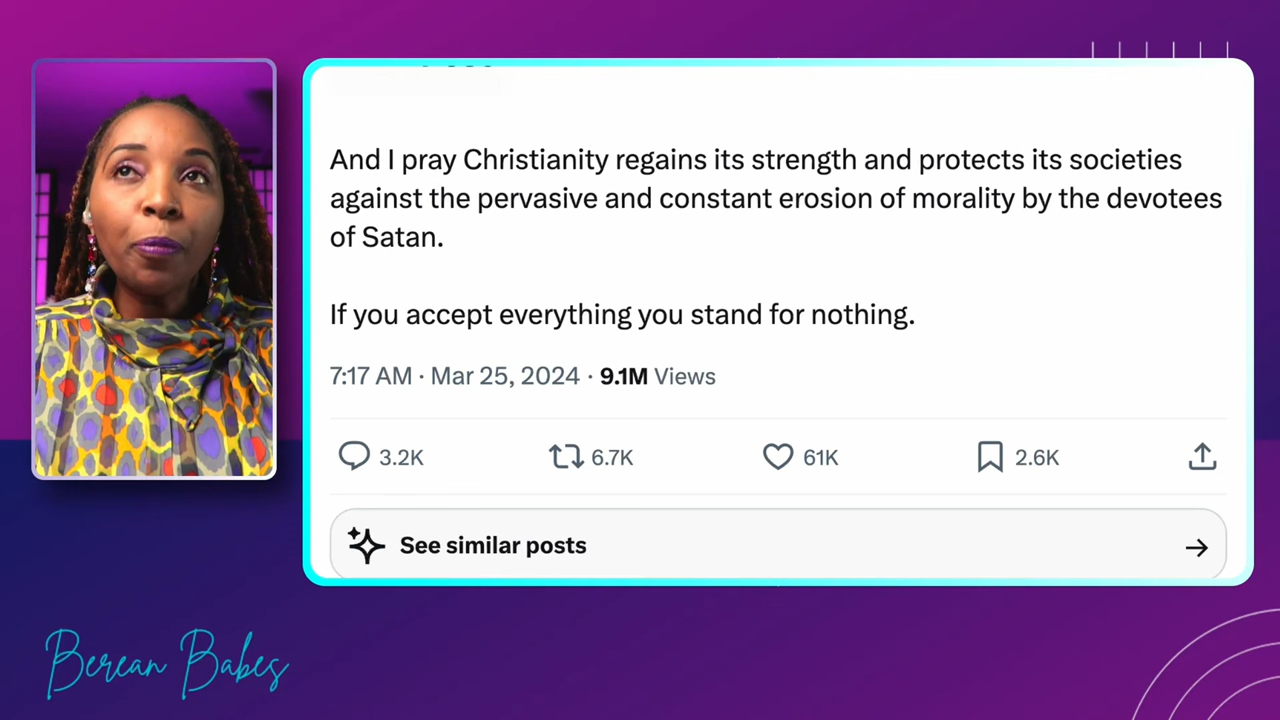 And I pray Christianity regains its strength and protects its societies
against the pervasive and constant erosion of morality by the devotees
of Satan.
If you accept everything you stand for nothing.
7:17 AM · Mar 25, 2024 · 9.1M Views
3.2K 6.7K 61K 2.6K
See similar posts
Berean Babes